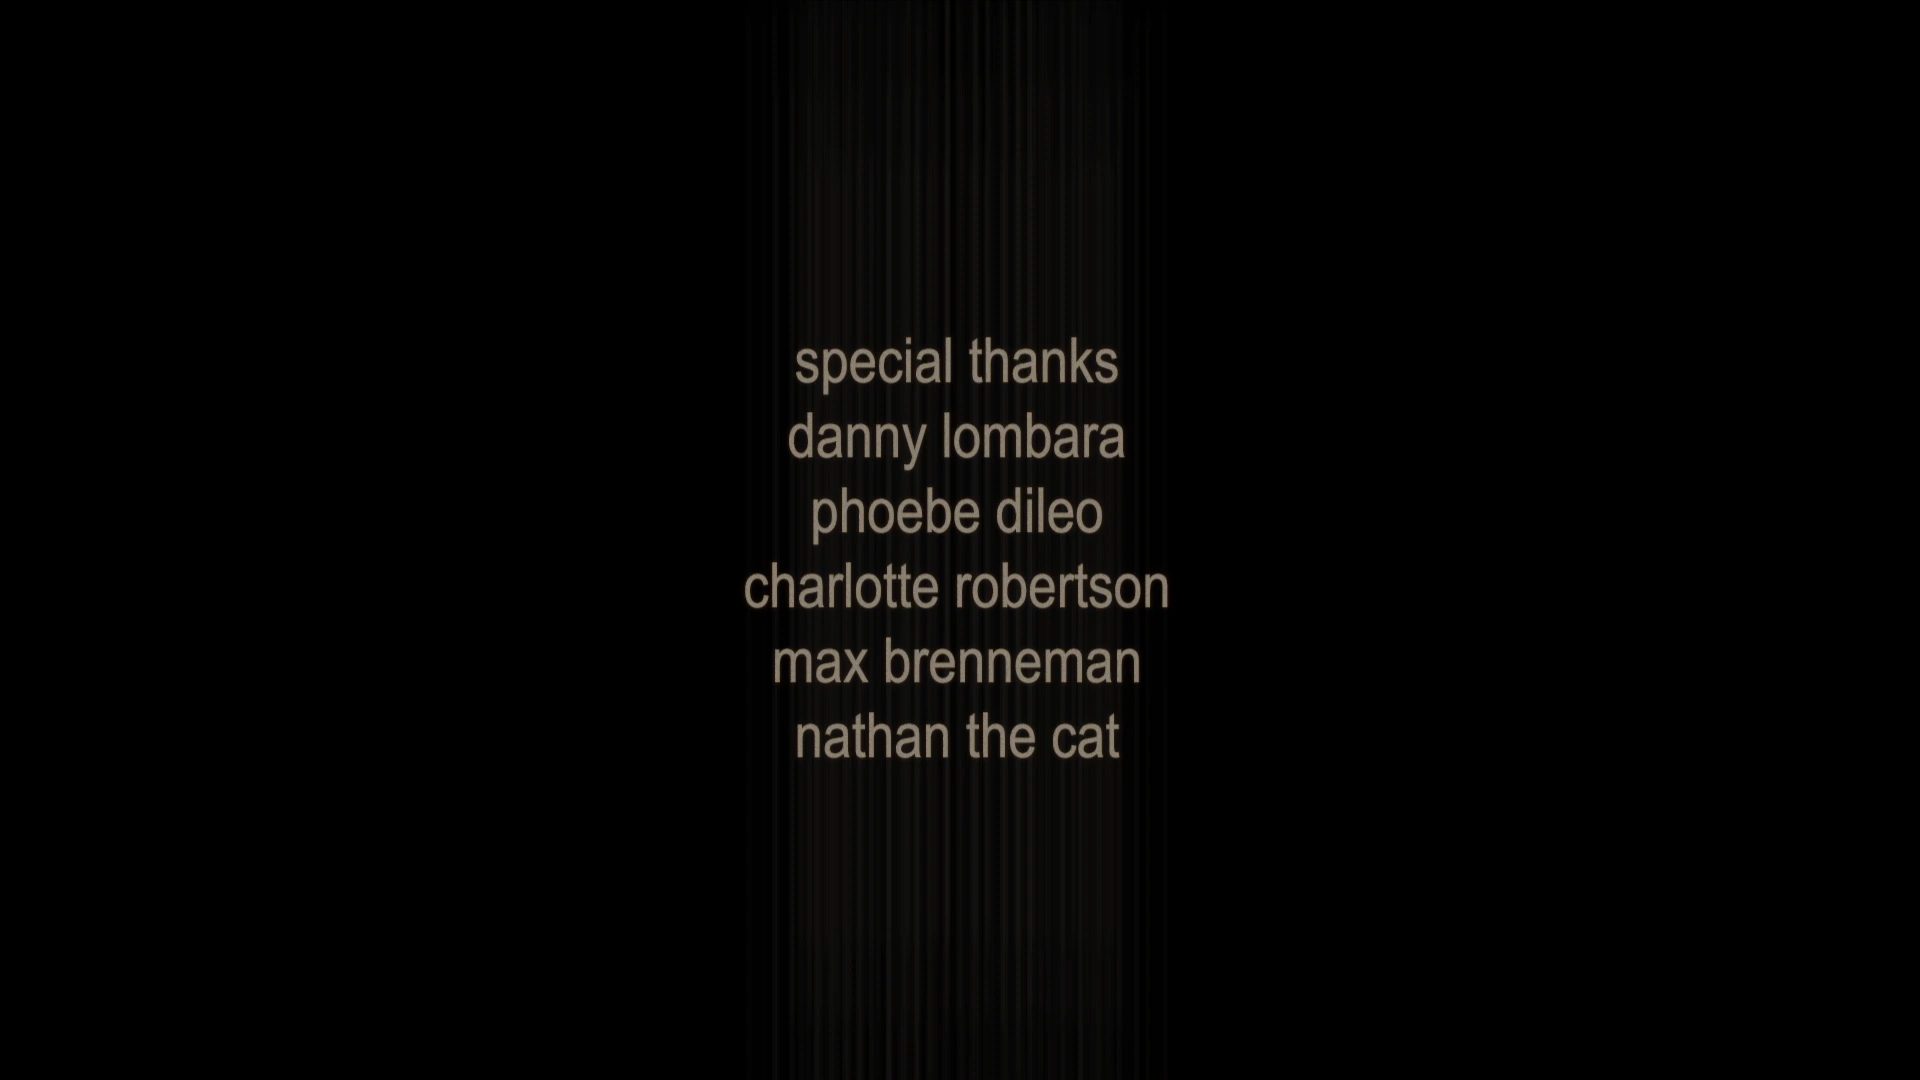 special thanks
danny lombara
phoebe dileo
charlotte robertson
max brenneman
nathan the cat